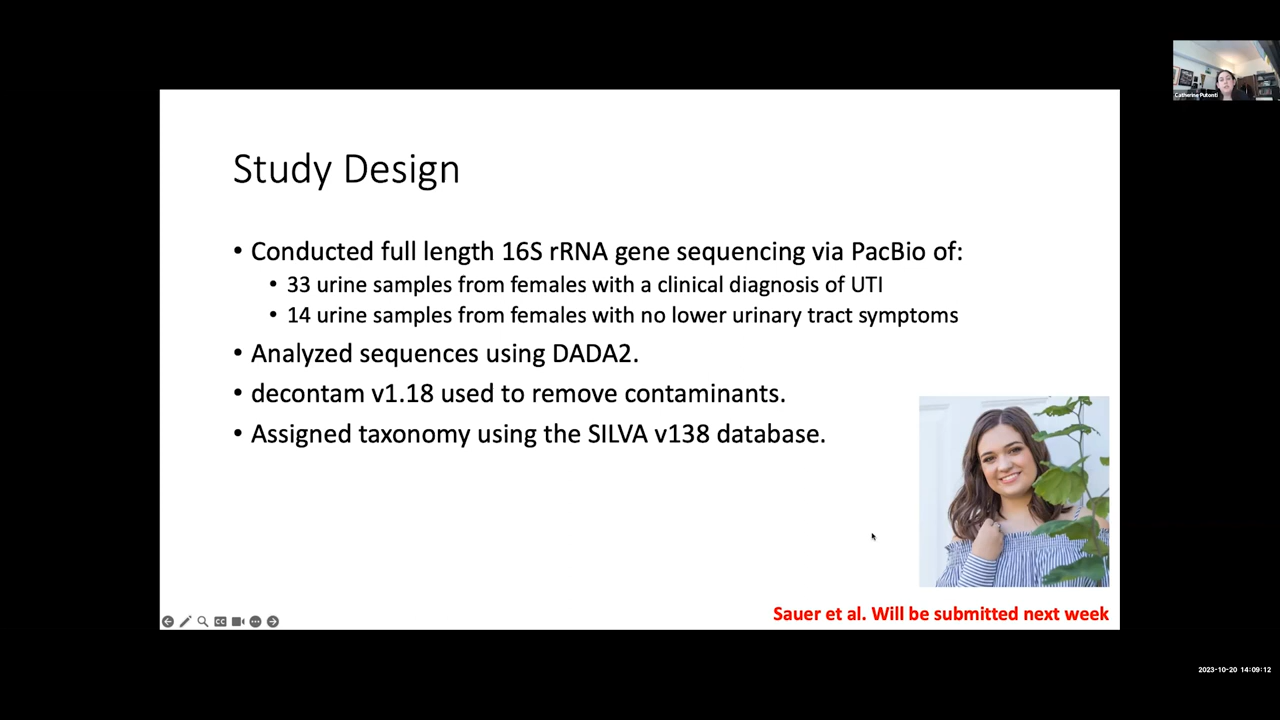 Catherine Putonti
Study Design
• Conducted full length 16S rRNA gene sequencing via PacBio of:
• 33 urine samples from females with a clinical diagnosis of UTI
• 14 urine samples from females with no lower urinary tract symptoms
• Analyzed sequences using DADA2.
• decontam v1.18 used to remove contaminants.
• Assigned taxonomy using the SILVA v138 database.
Sauer et al. Will be submitted next week
CC
2023-10-20 14:09:12